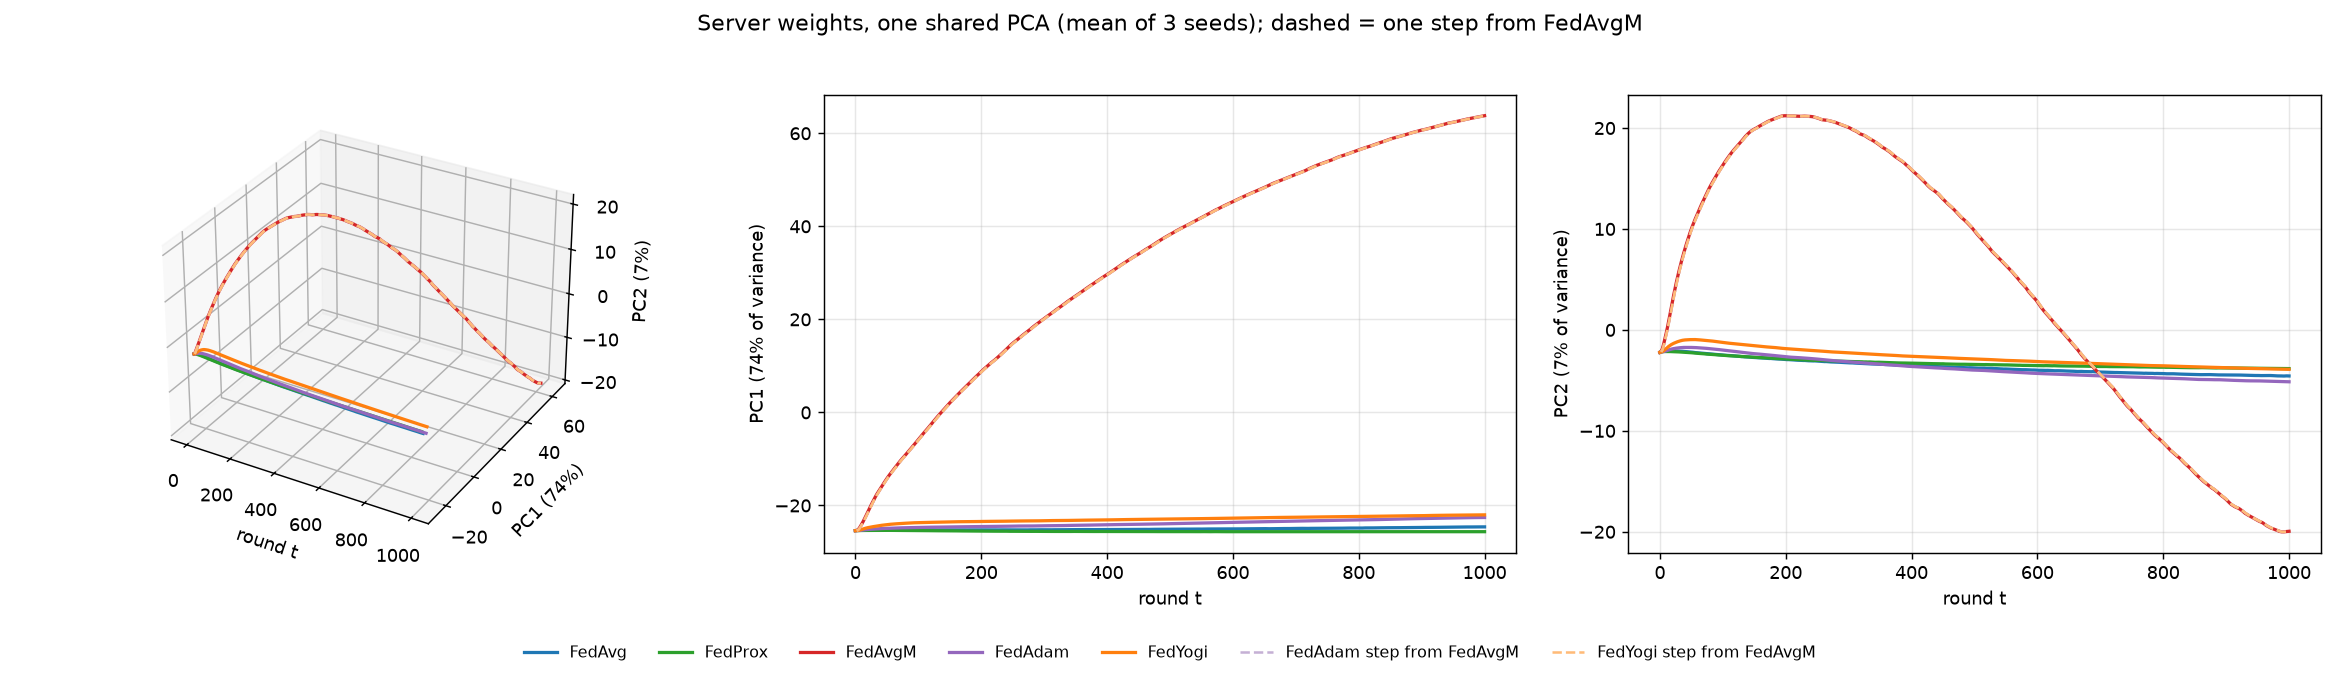 Server weights, one shared PCA (mean of 3 seeds); dashed = one step from FedAvgM
20
10
0
−10
−20
PC2 (7%)
60
40
20
0
−20
PC1 (74%)
0
200
400
600
800
1000
round t
60
40
20
0
−20
PC1 (74% of variance)
0 200 400 600 800 1000
round t
20
10
0
−10
−20
PC2 (7% of variance)
0 200 400 600 800 1000
round t
FedAvg FedProx FedAvgM FedAdam FedYogi FedAdam step from FedAvgM FedYogi step from FedAvgM